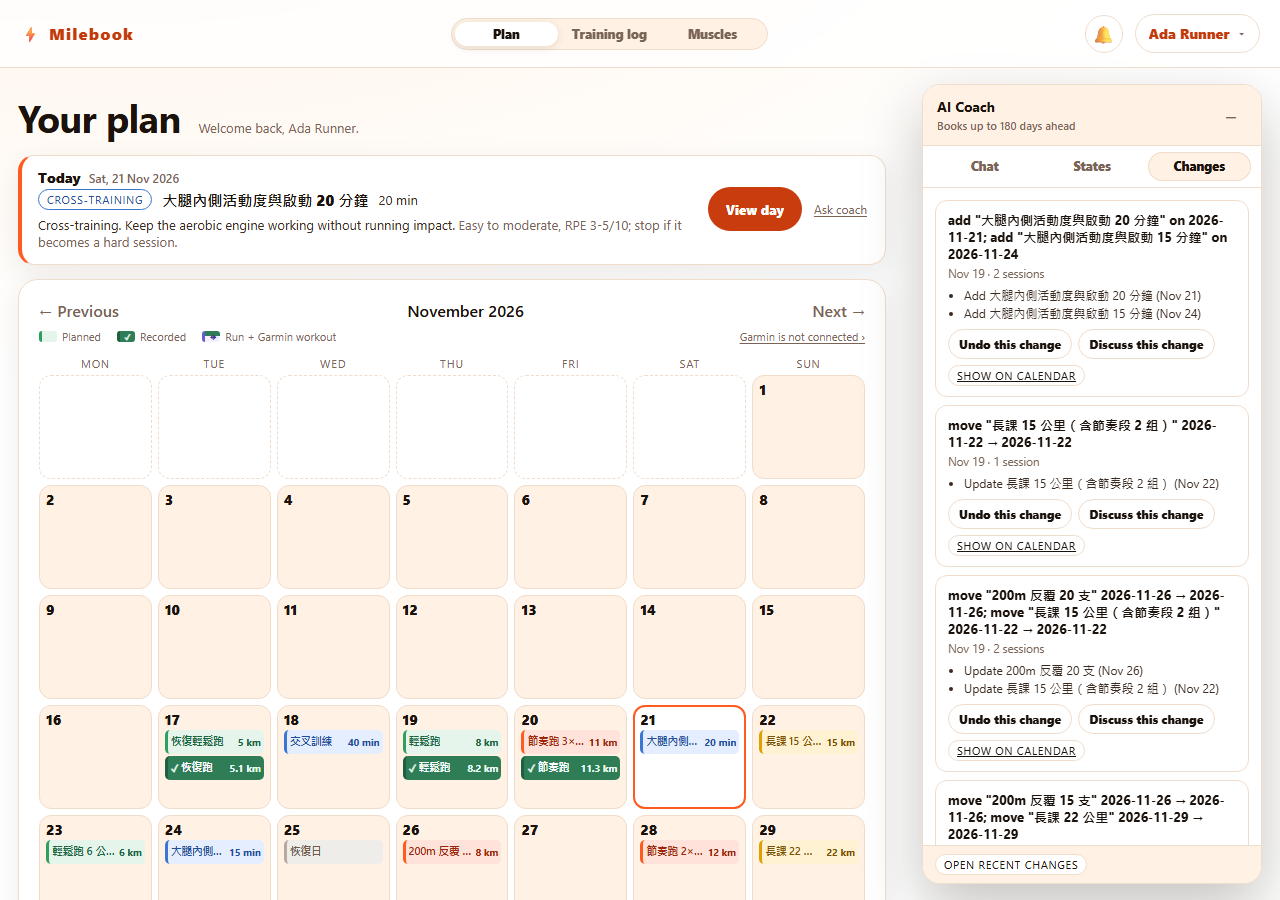 Milebook
Plan
Training log
Muscles
Ada Runner
Your plan
Welcome back, Ada Runner.
Today Sat, 21 Nov 2026
CROSS-TRAINING 大腿內側活動度與啟動 20 分鐘 20 min
Cross-training. Keep the aerobic engine working without running impact. Easy to moderate, RPE 3-5/10; stop if it
becomes a hard session.
View day
Ask coach
← Previous
November 2026
Next →
Planned
Recorded
Run + Garmin workout
Garmin is not connected ›
MON TUE WED THU FRI SAT SUN
1
2 3 4 5 6 7 8
9 10 11 12 13 14 15
16 17 18 19 20 21 22
恢復輕鬆跑 5 km
交叉訓練 40 min
輕鬆跑 8 km
節奏跑 3×... 11 km
大腿內側... 20 min
長課 15 公... 15 km
✓ 恢復跑 5.1 km
✓ 輕鬆跑 8.2 km
✓ 節奏跑 11.3 km
23 24 25 26 27 28 29
輕鬆跑 6 公... 6 km
大腿內側... 15 min
恢復日
200m 反覆 ... 8 km
節奏跑 2×... 12 km
長課 22 ... 22 km
AI Coach
Books up to 180 days ahead
Chat
States
Changes
add "大腿內側活動度與啟動 20 分鐘" on 2026-
11-21; add "大腿內側活動度與啟動 15 分鐘" on
2026-11-24
Nov 19 · 2 sessions
• Add 大腿內側活動度與啟動 20 分鐘 (Nov 21)
• Add 大腿內側活動度與啟動 15 分鐘 (Nov 24)
Undo this change
Discuss this change
SHOW ON CALENDAR
move "長課 15 公里（含節奏段 2 組）" 2026-
11-22 → 2026-11-22
Nov 19 · 1 session
• Update 長課 15 公里（含節奏段 2 組） (Nov 22)
Undo this change
Discuss this change
SHOW ON CALENDAR
move "200m 反覆 20 支" 2026-11-26 → 2026-
11-26; move "長課 15 公里（含節奏段 2 組）"
2026-11-22 → 2026-11-22
Nov 19 · 2 sessions
• Update 200m 反覆 20 支 (Nov 26)
• Update 長課 15 公里（含節奏段 2 組） (Nov 22)
Undo this change
Discuss this change
SHOW ON CALENDAR
move "200m 反覆 15 支" 2026-11-26 → 2026-
11-26; move "長課 22 公里" 2026-11-29 →
2026-11-29
OPEN RECENT CHANGES